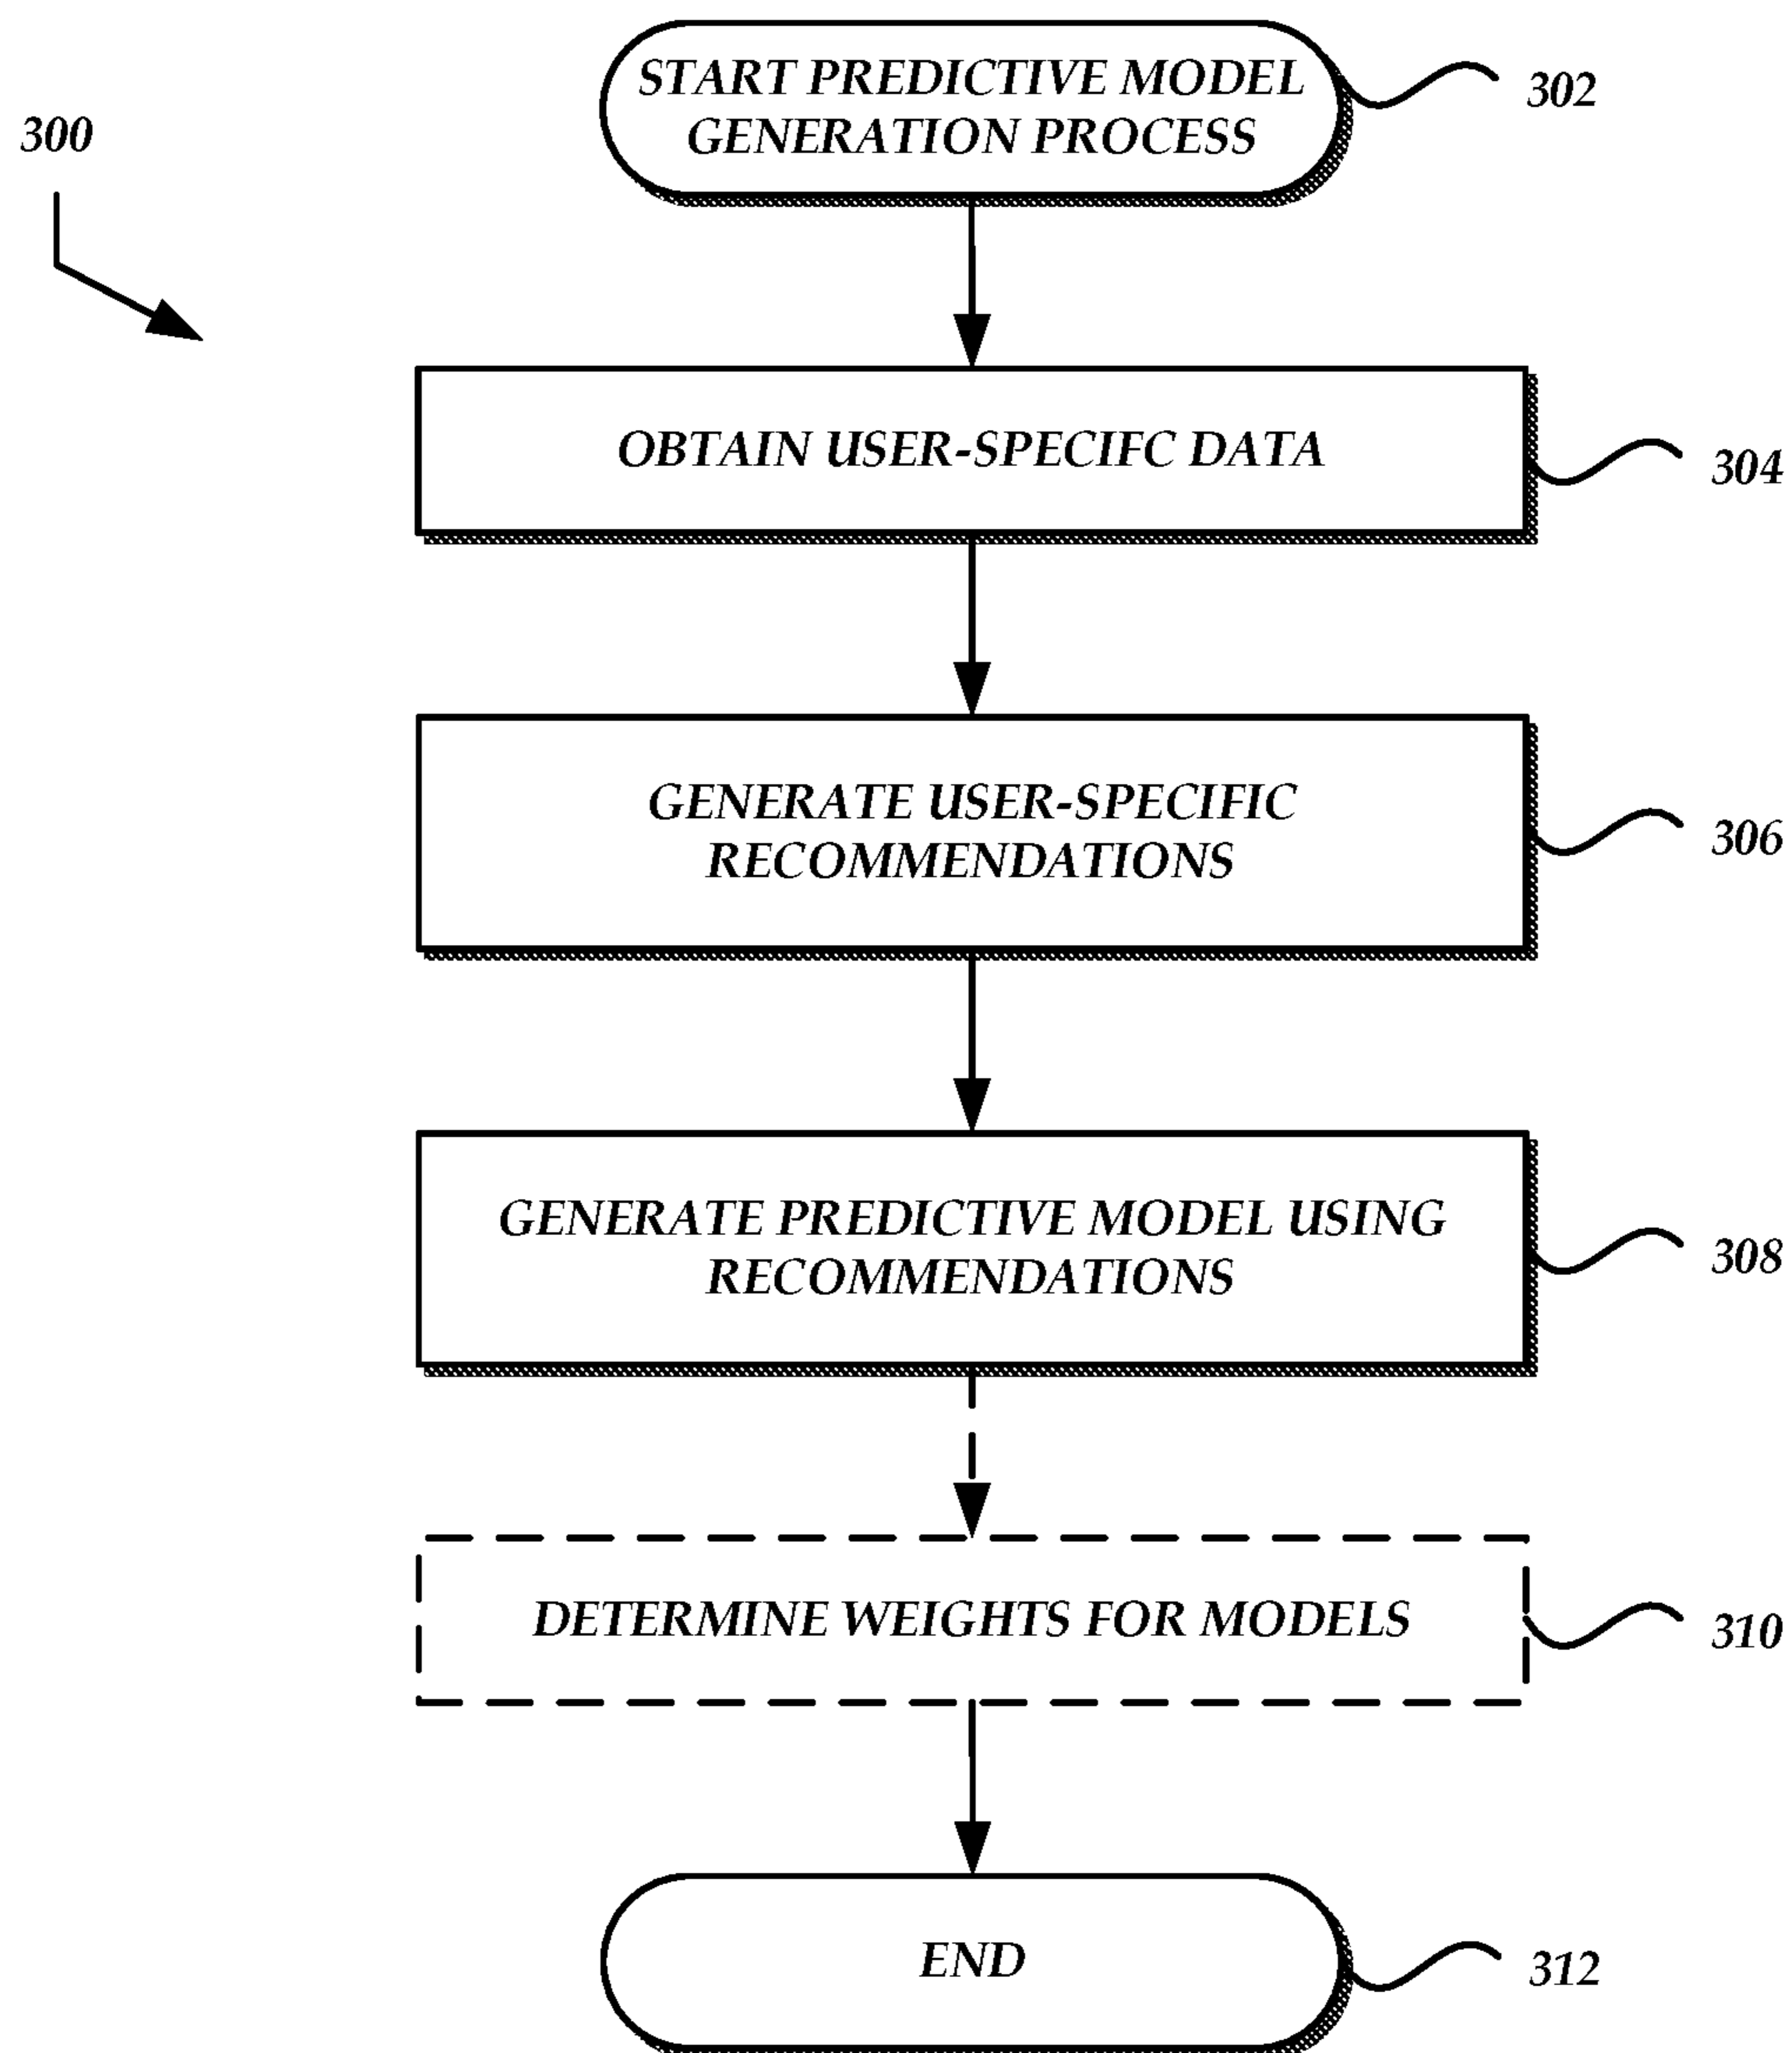 START PREDICTIVE MODEL
GENERATION PROCESS
302
300
OBTAIN USER-SPECIFC DATA
304
GENERATE USER-SPECIFIC
RECOMMENDATIONS
306
GENERATE PREDICTIVE MODEL USING
RECOMMENDATIONS
308
DETERMINE WEIGHTS FOR MODELS
310
END
312